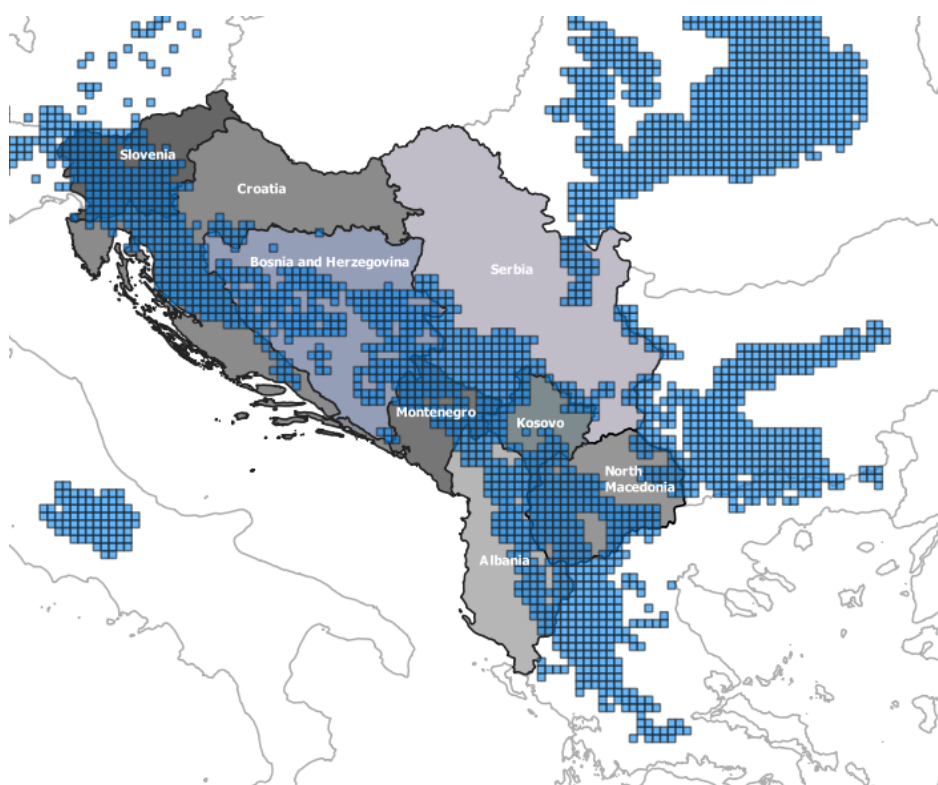 Slovenia
Croatia
Bosnia and Herzegovina
Serbia
Montenegro
Kosovo
North
Macedonia
Albania